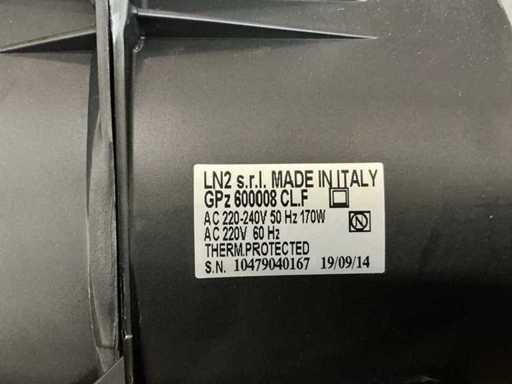 LN2 s.r.l. MADE IN ITALY
GPz 600008 CL.F
AC 220-240V 50 Hz 170W
AC 220V 60 Hz
THERM.PROTECTED
S.N. 10479040167 19/09/14